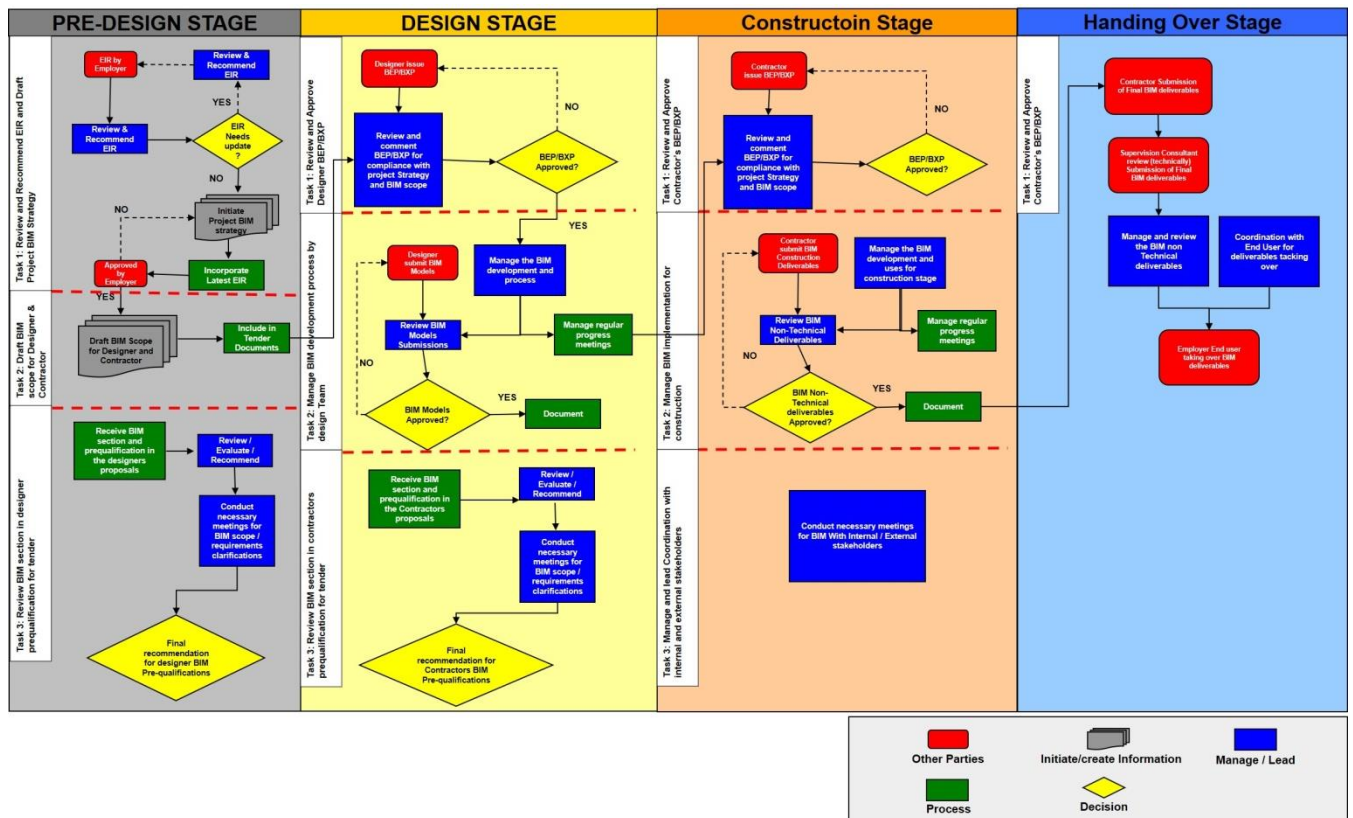 PRE-DESIGN STAGE
DESIGN STAGE
Constructoin Stage
Handing Over Stage
Task 1: Review and Recommend EIR and Draft
Project BIM Strategy
EIR by
Employer
Review &
Recommend
EIR
YES
Review &
Recommend EIR
EIR
Needs
update
?
NO
NO
Initiate
Project BIM
strategy
Approved
by
Employer
Incorporate
Latest EIR
Task 2: Draft BIM
scope for Designer &
Contractor
YES
Draft BIM Scope
for Designer and
Contractor
Include in
Tender
Documents
Task 3: Review BIM section in designer
prequalification for tender
Receive BIM
section and
prequalification in
the designers
proposals
Review /
Evaluate /
Recommend
Conduct
necessary
meetings for
BIM scope /
requirements
clarifications
Final
recommendation
for designer BIM
Pre-qualifications
Task 1: Review and Approve
Designer BEP/BXP
Designer issue
BEP/BXP
NO
Review and
comment
BEP/BXP for
compliance with
project Strategy
and BIM scope
BEP/BXP
Approved?
YES
Task 2: Manage BIM development process by
design Team
Designer
submit BIM
Models
Manage the BIM
development and
process
Review BIM
Models
Submissions
Manage regular
progress
meetings
NO
BIM Models
Approved?
YES
Document
Task 3: Review BIM section in contractors
prequalification for tender
Receive BIM
section and
prequalification in
the Contractors
proposals
Review /
Evaluate /
Recommend
Conduct
necessary
meetings for
BIM scope /
requirements
clarifications
Final
recommendation for
Contractors BIM
Pre-qualifications
Task 1: Review and Approve
Contractor's BEP/BXP
Contractor
issue BEP/BXP
NO
Review and
comment
BEP/BXP for
compliance with
project Strategy
and BIM scope
BEP/BXP
Approved?
Task 2: Manage BIM implementation for
construction
Contractor
submit BIM
Construction
Deliverables
Manage the BIM
development and
uses for
construction stage
Review BIM
Non-Technical
Deliverables
Manage regular
progress
meetings
NO
BIM Non-
Technical
deliverables
Approved?
YES
Document
Task 3: Manage and lead Coordination with
internal and external stakeholders
Conduct necessary meetings
for BIM With Internal / External
stakeholders
Task 1: Review and Approve
Contractor's BEP/BXP
Contractor Submission
of Final BIM deliverables
Supervision Consultant
review (technically)
Submission of Final
BIM deliverables
Manage and review
the BIM non
Technical
deliverables
Coordination with
End User for
deliverables tacking
over
Employer End user
taking over BIM
deliverables
Other Parties
Initiate/create Information
Manage / Lead
Process
Decision